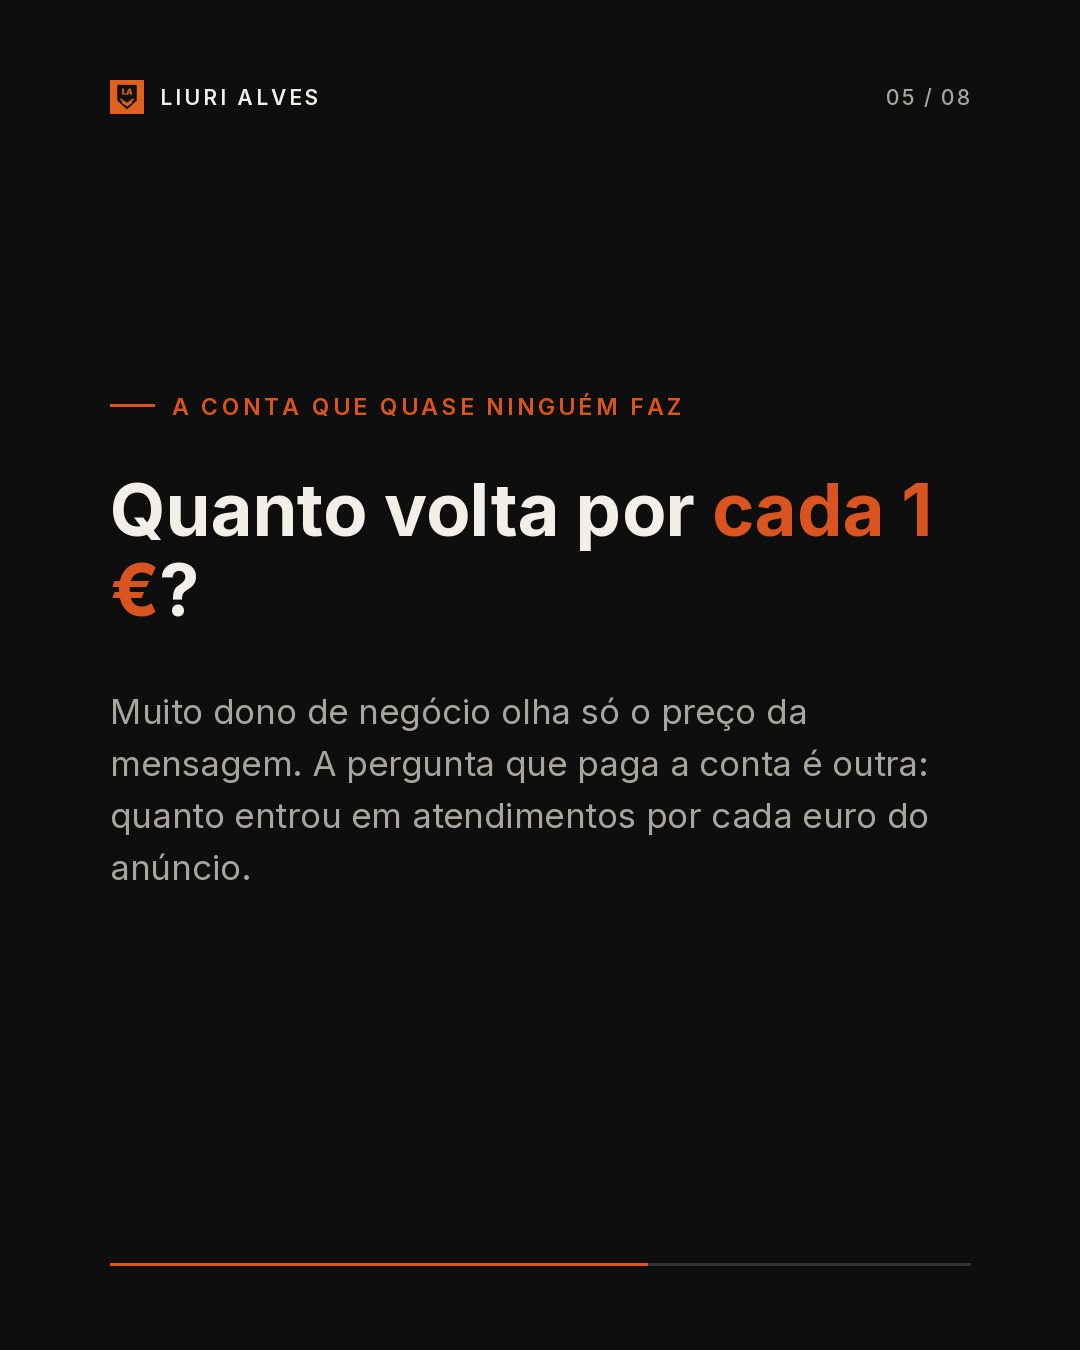 LA
LIURI ALVES
05 / 08
A CONTA QUE QUASE NINGUÉM FAZ
Quanto volta por cada 1
€?
Muito dono de negócio olha só o preço da
mensagem. A pergunta que paga a conta é outra:
quanto entrou em atendimentos por cada euro do
anúncio.